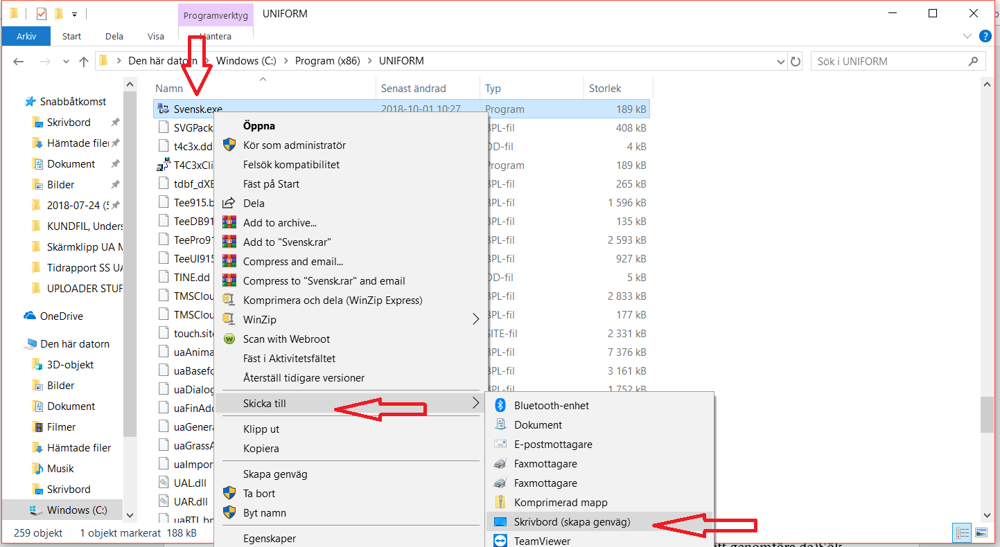 Programverktyg UNIFORM
Arkiv Start Dela Visa Hantera
Den här datorn Windows (C:) Program (x86) UNIFORM Sök i UNIFORM
Namn Senast ändrad Typ Storlek
Snabbåtkomst
Skrivbord
Hämtade filer
Dokument
Bilder
2018-07-24 (5
KUNDFIL, Unders
Skärmklipp UA M
Tidrapport SS UA
UPLOADER STUF
OneDrive
Den här datorn
3D-objekt
Bilder
Dokument
Filmer
Hämtade filer
Musik
Skrivbord
Windows (C:)
Svensk.exe 2018-10-01 10:27 Program 189 kB
SVGPack BPL-fil 408 kB
t4c3x.dd DD-fil 4 kB
T4C3xCli Program 189 kB
tdbf_dXE BPL-fil 265 kB
Tee915.b BPL-fil 1 596 kB
TeeDB91 BPL-fil 135 kB
TeePro91 BPL-fil 2 593 kB
TeeUI915 BPL-fil 927 kB
TINE.dd DD-fil 5 kB
TMSClou BPL-fil 2 833 kB
TMSClou BPL-fil 177 kB
touch.site SITE-fil 2 331 kB
uaAnima BPL-fil 7 376 kB
uaBasefo BPL-fil 3 161 kB
uaDialog BPL-fil 1 752 kB
uaFinAdd
uaGenera
uaGrassA
uaImpor
UAL.dll
UAR.dll
uaRTL.bp
Öppna
Kör som administratör
Felsök kompatibilitet
Fäst på Start
Dela
Add to archive...
Add to "Svensk.rar"
Compress and email...
Compress to "Svensk.rar" and email
Komprimera och dela (WinZip Express)
WinZip
Scan with Webroot
Fäst i Aktivitetsfältet
Återställ tidigare versioner
Skicka till
Klipp ut
Kopiera
Skapa genväg
Ta bort
Byt namn
Egenskaper
Bluetooth-enhet
Dokument
E-postmottagare
Faxmottagare
Faxmottagare
Komprimerad mapp
Skrivbord (skapa genväg)
TeamViewer
259 objekt 1 objekt markerat 188 kB